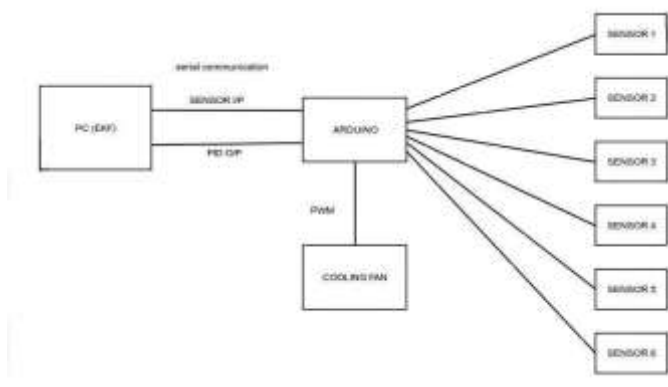 SENSOR 1
serial communication
SENSOR I/P
SENSOR 2
PC (EKF)
ARDUINO
PID O/P
SENSOR 3
PWM
SENSOR 4
COOLING FAN
SENSOR 5
SENSOR 6